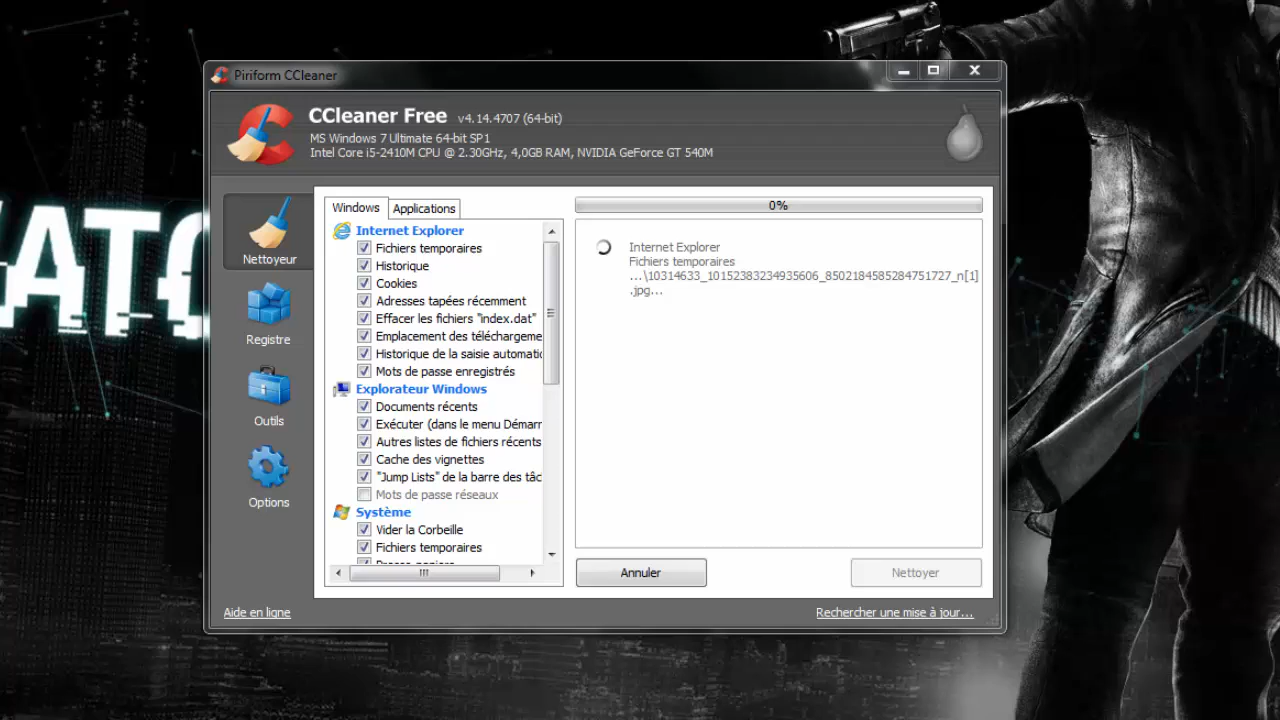 Piriform CCleaner
CCleaner Free v4.14.4707 (64-bit)
MS Windows 7 Ultimate 64-bit SP1
Intel Core i5-2410M CPU @ 2.30GHz, 4,0GB RAM, NVIDIA GeForce GT 540M
Nettoyeur
Registre
Outils
Options
Windows
Applications
Internet Explorer
Fichiers temporaires
Historique
Cookies
Adresses tapées récemment
Effacer les fichiers "index.dat"
Emplacement des téléchargeme
Historique de la saisie automatic
Mots de passe enregistrés
Explorateur Windows
Documents récents
Exécuter (dans le menu Démarr
Autres listes de fichiers récents
Cache des vignettes
"Jump Lists" de la barre des tâc
Mots de passe réseaux
Système
Vider la Corbeille
Fichiers temporaires
0%
Internet Explorer
Fichiers temporaires
...\10314633_10152383234935606_8502184585284751727_n[1]
.jpg...
Annuler
Nettoyer
Aide en ligne
Rechercher une mise à jour...